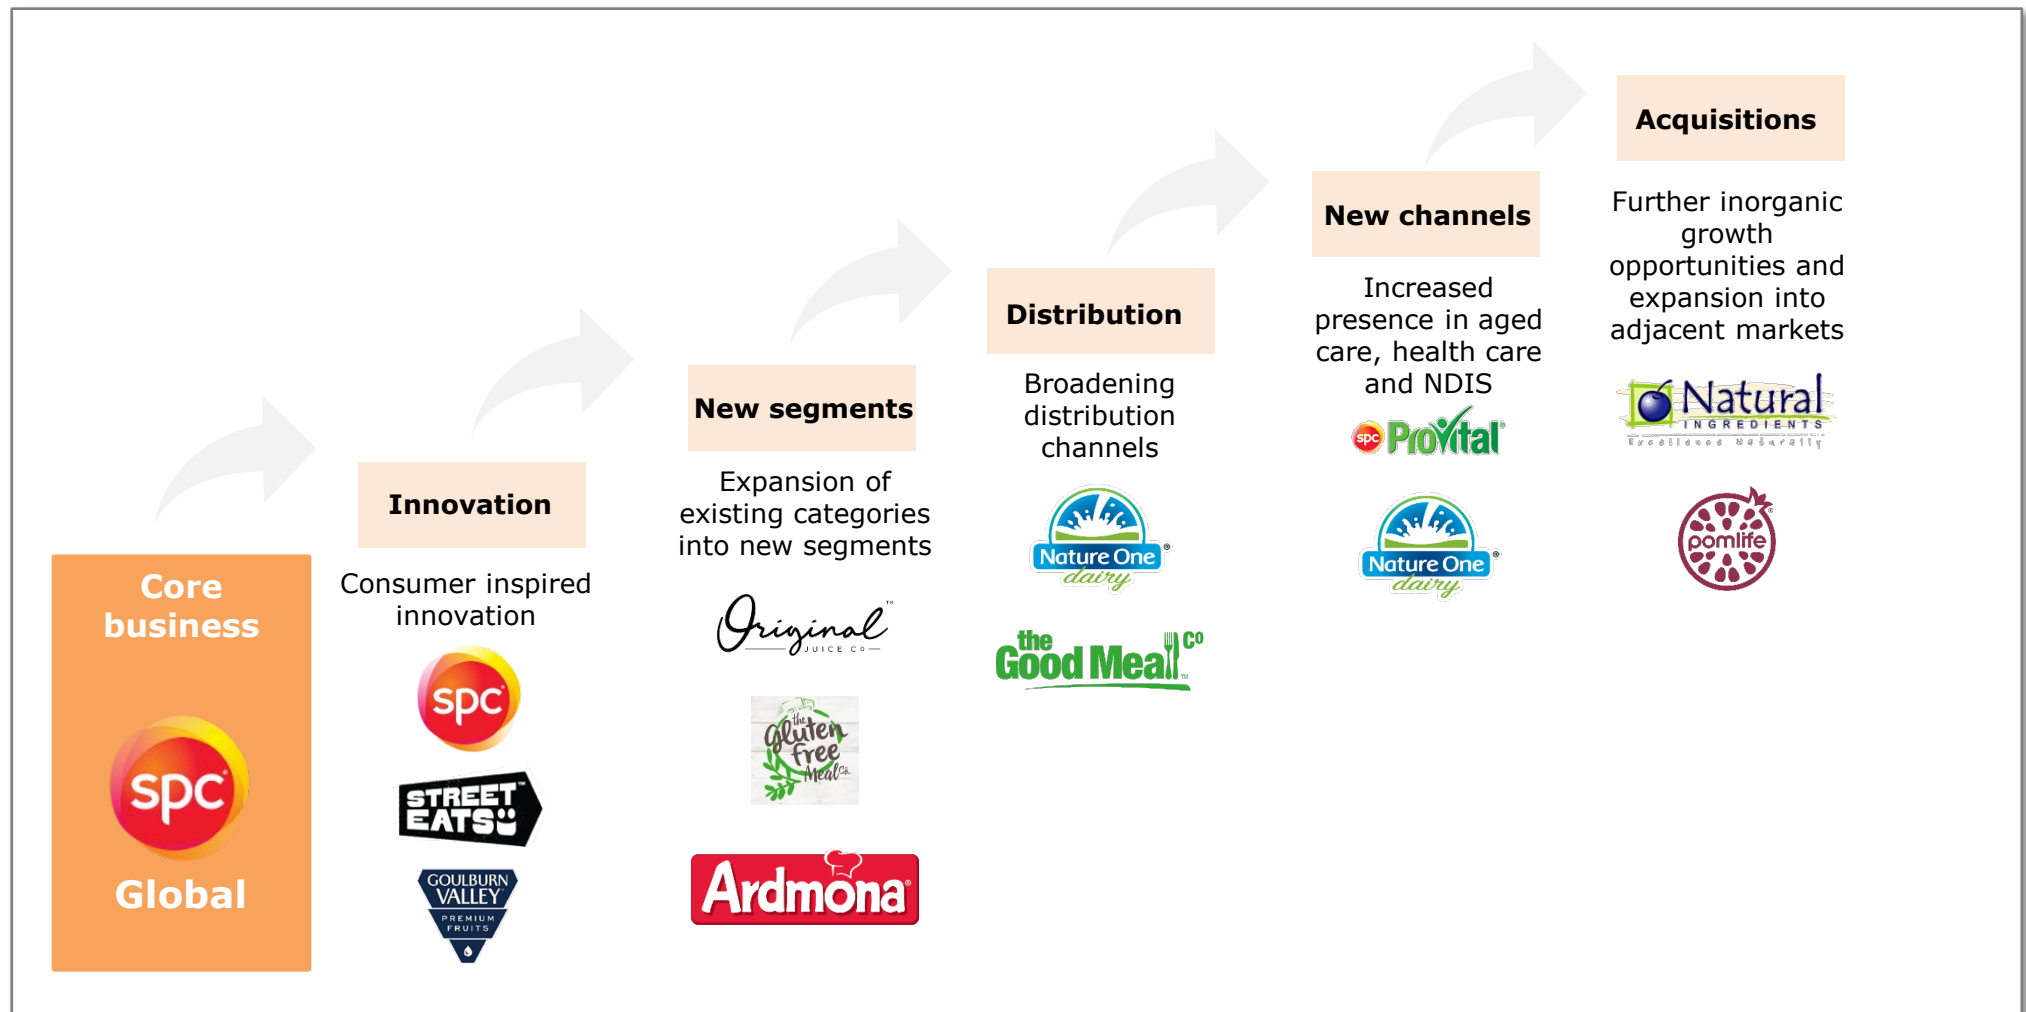 Core
business
spc
Global
Innovation
Consumer inspired
innovation
spc
STREET
EATS
GOULBURN
VALLEY
PREMIUM
FRUITS
New segments
Expansion of
existing categories
into new segments
Original
JUICE CO
the
gluten
free
Meal Co.
Ardmona
Distribution
Broadening
distribution
channels
Nature One
dairy
the
Good Meal Co
New channels
Increased
presence in aged
care, health care
and NDIS
spc ProVital
Nature One
dairy
Acquisitions
Further inorganic
growth
opportunities and
expansion into
adjacent markets
Natural
INGREDIENTS
Excellence Naturally
pomlife